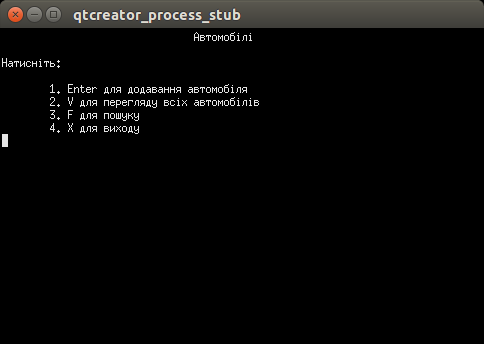 qtcreator_process_stub
Автомобілі
Натисніть:
1. Enter для додавання автомобіля
2. V для перегляду всіх автомобілів
3. F для пошуку
4. X для виходу